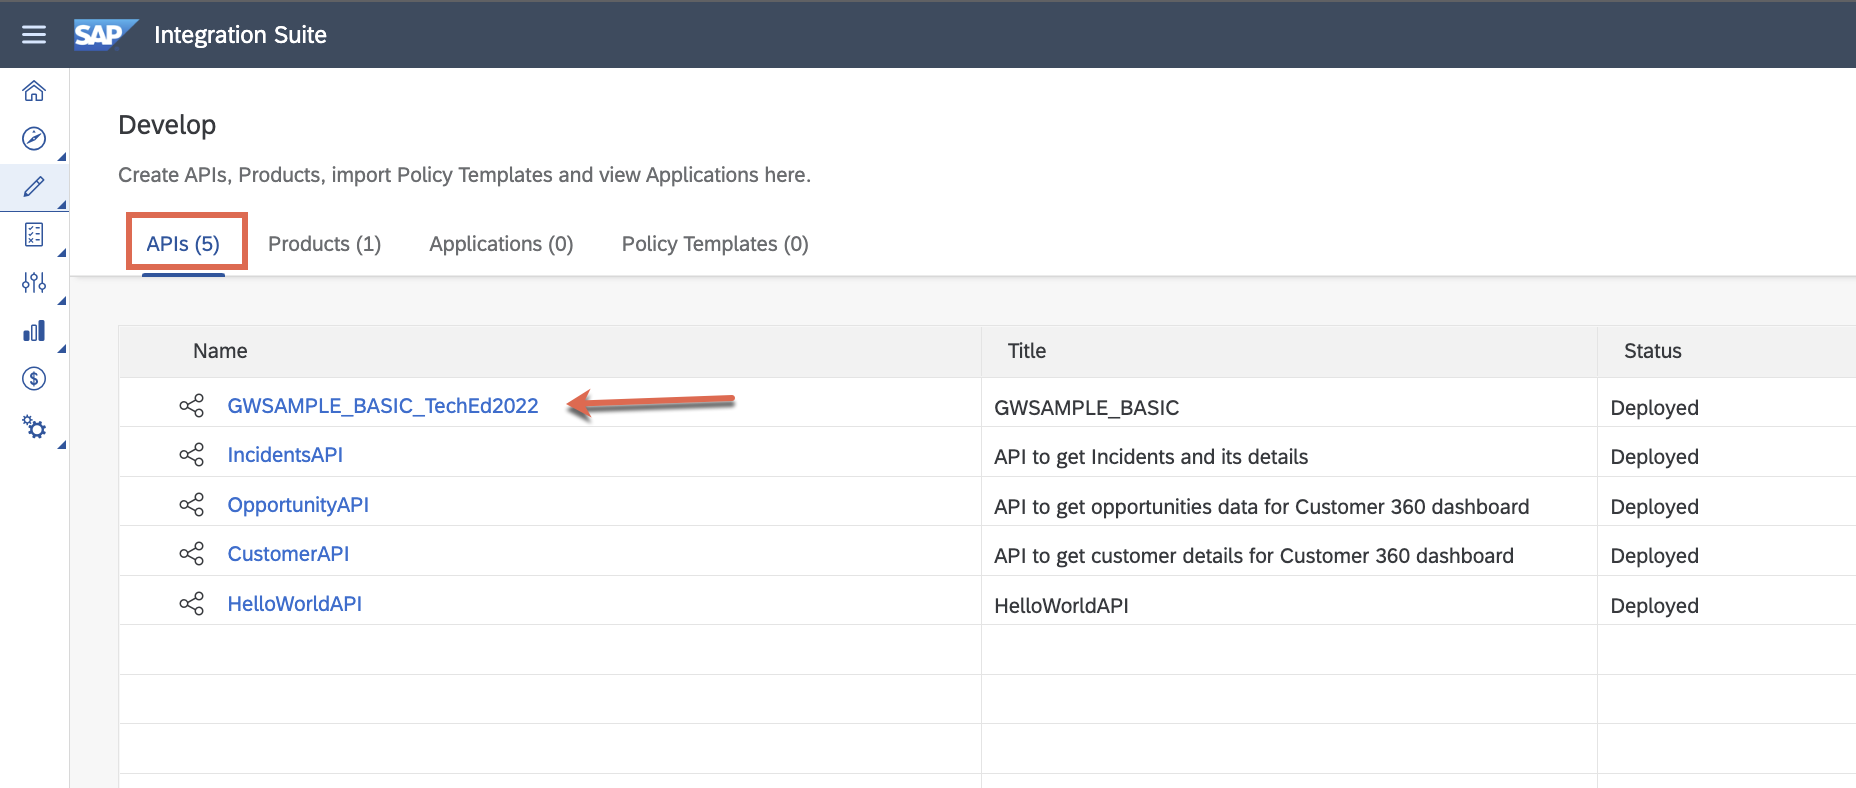 SAP Integration Suite
Develop
Create APIs, Products, import Policy Templates and view Applications here.
APIs (5) Products (1) Applications (0) Policy Templates (0)
Name Title Status
GWSAMPLE_BASIC_TechEd2022 GWSAMPLE_BASIC Deployed
IncidentsAPI API to get Incidents and its details Deployed
OpportunityAPI API to get opportunities data for Customer 360 dashboard Deployed
CustomerAPI API to get customer details for Customer 360 dashboard Deployed
HelloWorldAPI HelloWorldAPI Deployed